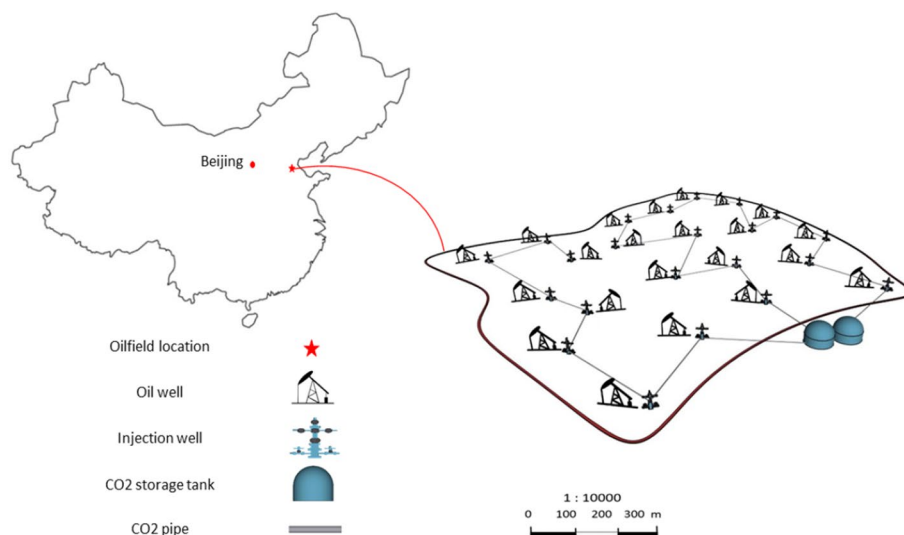 Beijing
Oilfield location
Oil well
Injection well
CO2 storage tank
CO2 pipe
1 : 10000
0 100 200 300 m